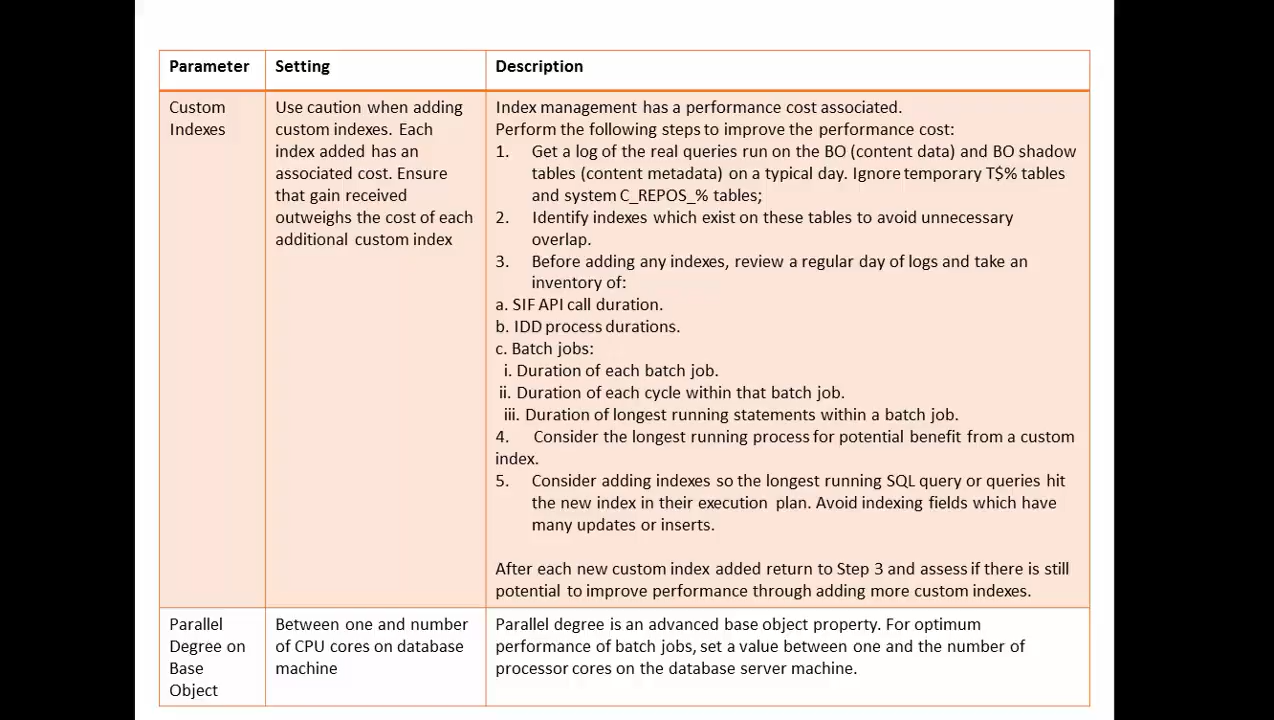 Parameter
Setting
Description
Custom
Indexes
Use caution when adding
custom indexes. Each
index added has an
associated cost. Ensure
that gain received
outweighs the cost of each
additional custom index
Index management has a performance cost associated.
Perform the following steps to improve the performance cost:
1. Get a log of the real queries run on the BO (content data) and BO shadow
tables (content metadata) on a typical day. Ignore temporary T$% tables
and system C_REPOS_% tables;
2. Identify indexes which exist on these tables to avoid unnecessary
overlap.
3. Before adding any indexes, review a regular day of logs and take an
inventory of:
a. SIF API call duration.
b. IDD process durations.
c. Batch jobs:
i. Duration of each batch job.
ii. Duration of each cycle within that batch job.
iii. Duration of longest running statements within a batch job.
4. Consider the longest running process for potential benefit from a custom
index.
5. Consider adding indexes so the longest running SQL query or queries hit
the new index in their execution plan. Avoid indexing fields which have
many updates or inserts.
After each new custom index added return to Step 3 and assess if there is still
potential to improve performance through adding more custom indexes.
Parallel
Degree on
Base
Object
Between one and number
of CPU cores on database
machine
Parallel degree is an advanced base object property. For optimum
performance of batch jobs, set a value between one and the number of
processor cores on the database server machine.